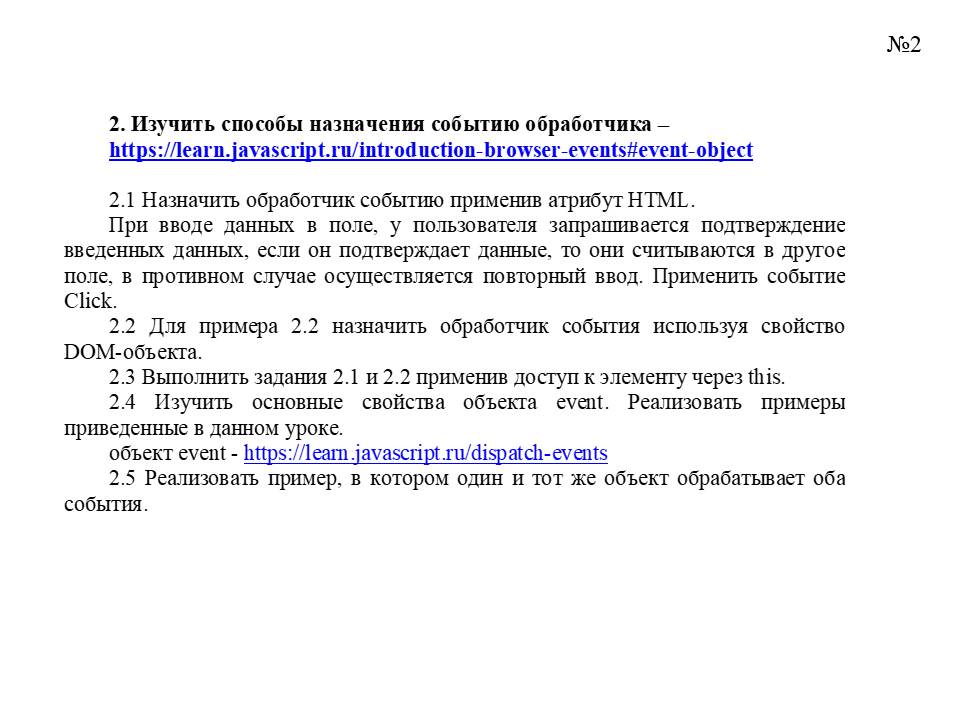 №2
2. Изучить способы назначения событию обработчика –
https://learn.javascript.ru/introduction-browser-events#event-object
2.1 Назначить обработчик событию применив атрибут HTML.
При вводе данных в поле, у пользователя запрашивается подтверждение
введенных данных, если он подтверждает данные, то они считываются в другое
поле, в противном случае осуществляется повторный ввод. Применить событие
Click.
2.2 Для примера 2.2 назначить обработчик события используя свойство
DOM-объекта.
2.3 Выполнить задания 2.1 и 2.2 применив доступ к элементу через this.
2.4 Изучить основные свойства объекта event. Реализовать примеры
приведенные в данном уроке.
объект event - https://learn.javascript.ru/dispatch-events
2.5 Реализовать пример, в котором один и тот же объект обрабатывает оба
события.